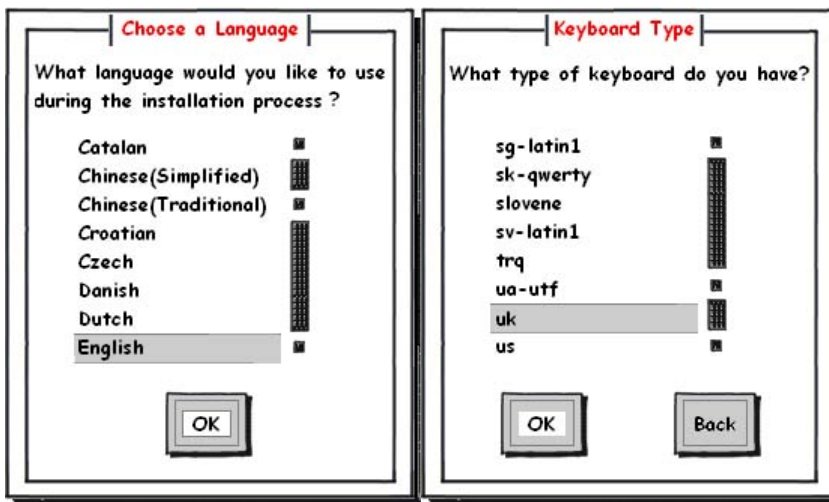 Choose a Language
What language would you like to use
during the installation process ?
Catalan
Chinese(Simplified)
Chinese(Traditional)
Croatian
Czech
Danish
Dutch
English
OK
Keyboard Type
What type of keyboard do you have?
sg-latin1
sk-qwerty
slovene
sv-latin1
trq
ua-utf
uk
us
OK
Back